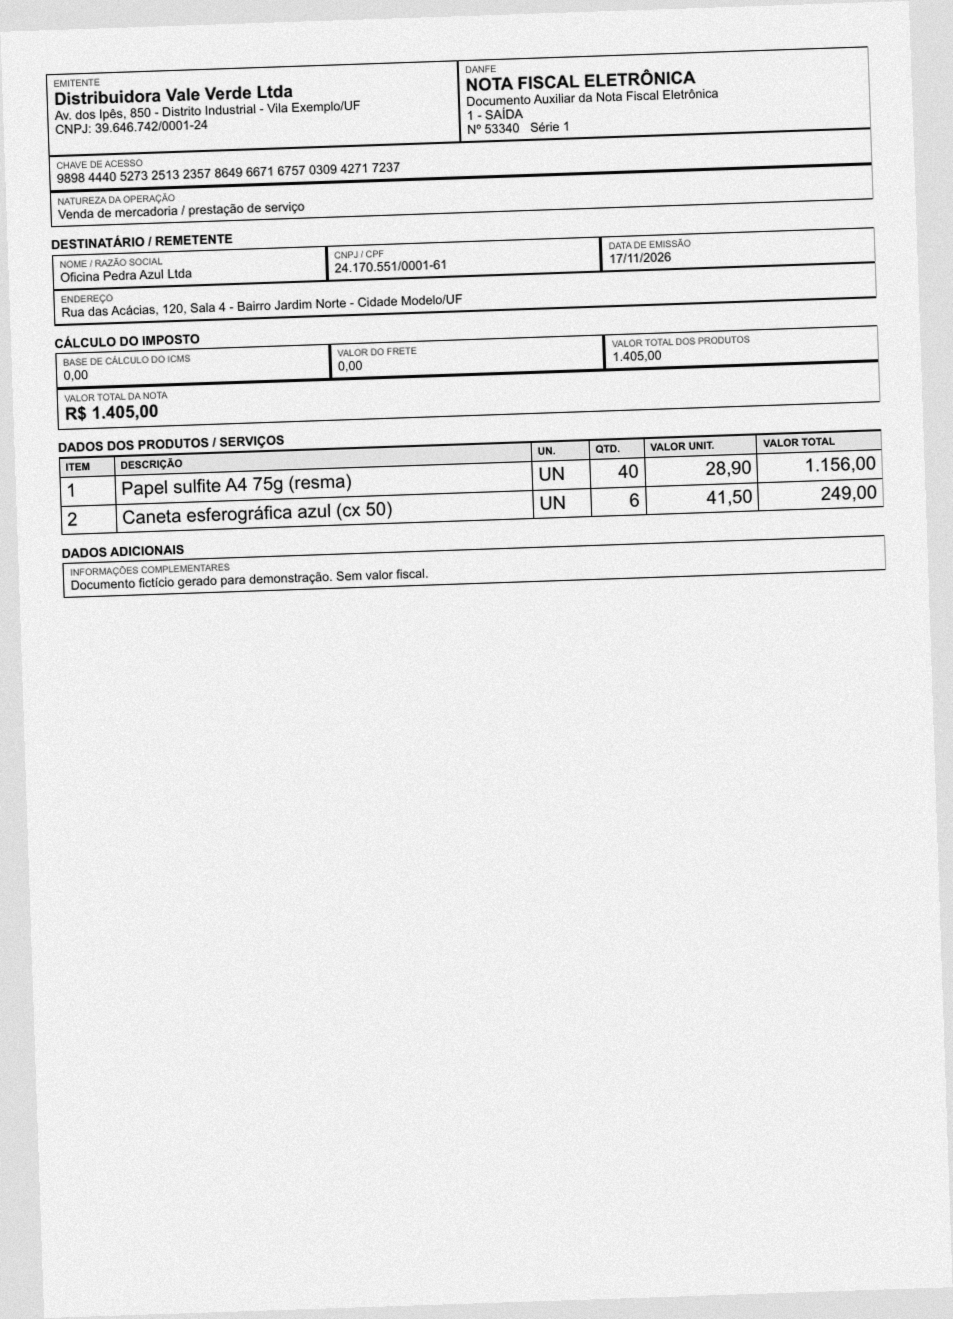 EMITENTE
Distribuidora Vale Verde Ltda
Av. dos Ipês, 850 - Distrito Industrial - Vila Exemplo/UF
CNPJ: 39.646.742/0001-24
DANFE
NOTA FISCAL ELETRÔNICA
Documento Auxiliar da Nota Fiscal Eletrônica
1 - SAÍDA
Nº 53340 Série 1
CHAVE DE ACESSO
9898 4440 5273 2513 2357 8649 6671 6757 0309 4271 7237
NATUREZA DA OPERAÇÃO
Venda de mercadoria / prestação de serviço
DESTINATÁRIO / REMETENTE
NOME / RAZÃO SOCIAL
Oficina Pedra Azul Ltda
CNPJ / CPF
24.170.551/0001-61
DATA DE EMISSÃO
17/11/2026
ENDEREÇO
Rua das Acácias, 120, Sala 4 - Bairro Jardim Norte - Cidade Modelo/UF
CÁLCULO DO IMPOSTO
BASE DE CÁLCULO DO ICMS
0,00
VALOR DO FRETE
0,00
VALOR TOTAL DOS PRODUTOS
1.405,00
VALOR TOTAL DA NOTA
R$ 1.405,00
DADOS DOS PRODUTOS / SERVIÇOS
ITEM DESCRIÇÃO UN. QTD. VALOR UNIT. VALOR TOTAL
1 Papel sulfite A4 75g (resma) UN 40 28,90 1.156,00
2 Caneta esferográfica azul (cx 50) UN 6 41,50 249,00
DADOS ADICIONAIS
INFORMAÇÕES COMPLEMENTARES
Documento fictício gerado para demonstração. Sem valor fiscal.